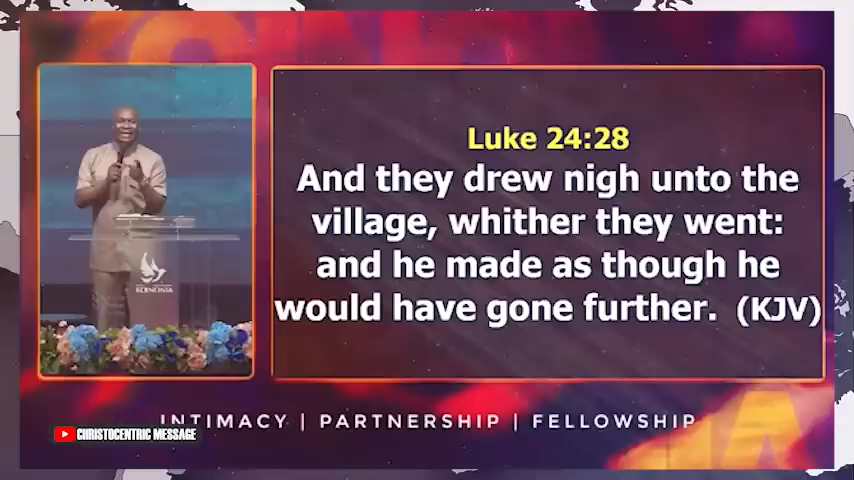 Luke 24:28
And they drew nigh unto the
village, whither they went:
and he made as though he
would have gone further. (KJV)
KOINONIA
INTIMACY | PARTNERSHIP | FELLOWSHIP
CHRISTOCENTRIC MESSAGE